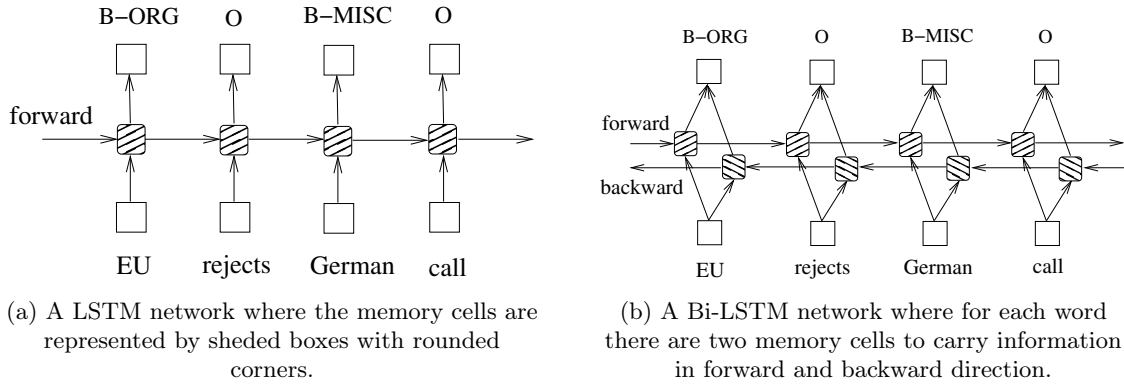 B-ORG O B-MISC O
forward
EU rejects German call
(a) A LSTM network where the memory cells are
represented by sheded boxes with rounded
corners.
B-ORG O B-MISC O
forward
backward
EU rejects German call
(b) A Bi-LSTM network where for each word
there are two memory cells to carry information
in forward and backward direction.